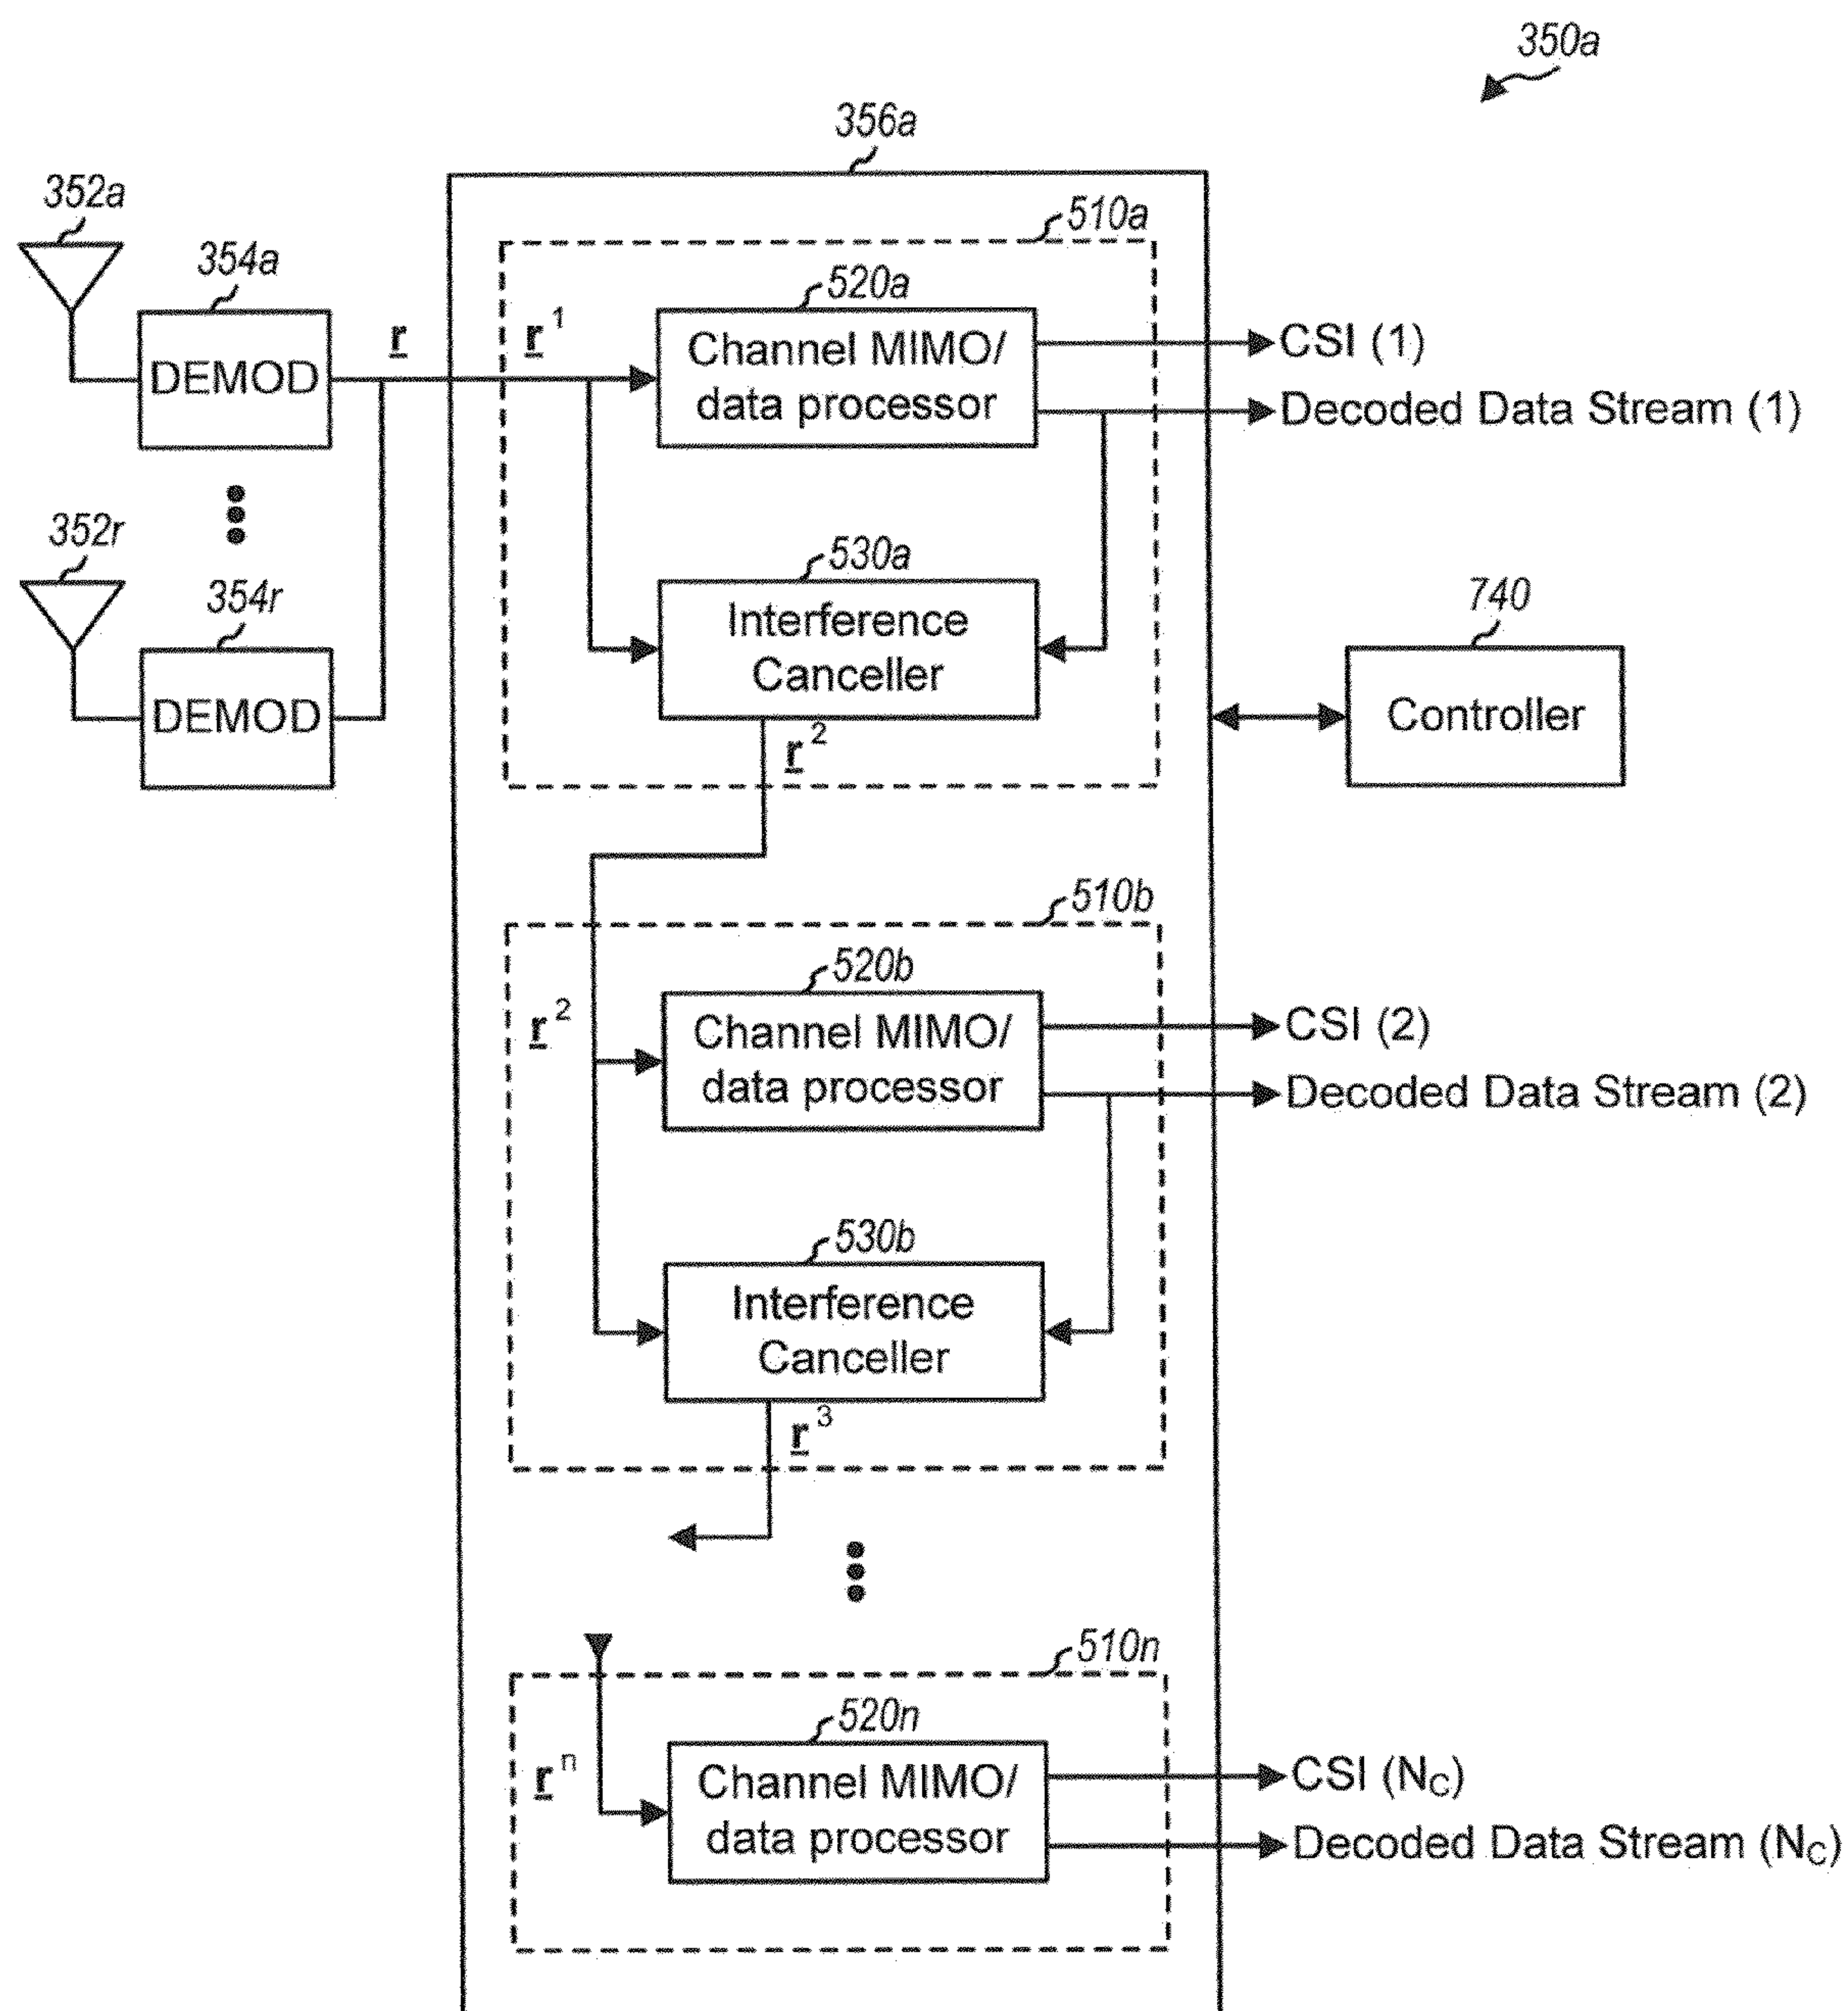 350a
356a
352a
510a
354a
520a
r
r 1
DEMOD
Channel MIMO/
data processor
CSI (1)
Decoded Data Stream (1)
352r
530a
354r
Interference
Canceller
740
DEMOD
Controller
r 2
510b
520b
r 2
Channel MIMO/
data processor
CSI (2)
Decoded Data Stream (2)
530b
Interference
Canceller
r 3
510n
520n
r n
Channel MIMO/
data processor
CSI (NC)
Decoded Data Stream (NC)